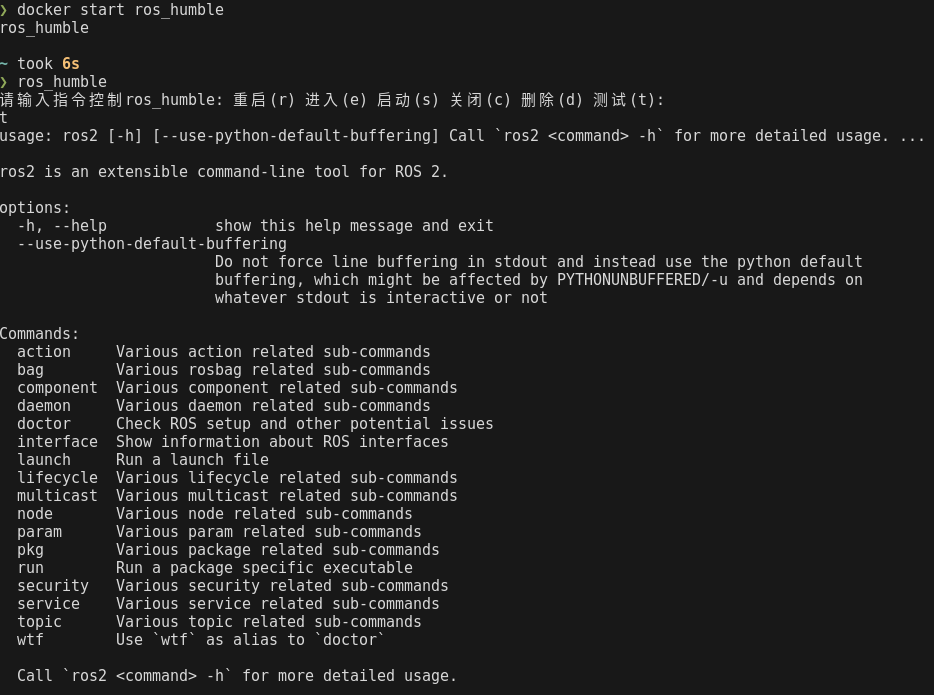 ❯ docker start ros_humble
ros_humble
~ took 6s
❯ ros_humble
请输入指令控制ros_humble: 重启(r) 进入(e) 启动(s) 关闭(c) 删除(d) 测试(t):
t
usage: ros2 [-h] [--use-python-default-buffering] Call `ros2 <command> -h` for more detailed usage. ...
ros2 is an extensible command-line tool for ROS 2.
options:
-h, --help show this help message and exit
--use-python-default-buffering
Do not force line buffering in stdout and instead use the python default
buffering, which might be affected by PYTHONUNBUFFERED/-u and depends on
whatever stdout is interactive or not
Commands:
action Various action related sub-commands
bag Various rosbag related sub-commands
component Various component related sub-commands
daemon Various daemon related sub-commands
doctor Check ROS setup and other potential issues
interface Show information about ROS interfaces
launch Run a launch file
lifecycle Various lifecycle related sub-commands
multicast Various multicast related sub-commands
node Various node related sub-commands
param Various param related sub-commands
pkg Various package related sub-commands
run Run a package specific executable
security Various security related sub-commands
service Various service related sub-commands
topic Various topic related sub-commands
wtf Use `wtf` as alias to `doctor`
Call `ros2 <command> -h` for more detailed usage.